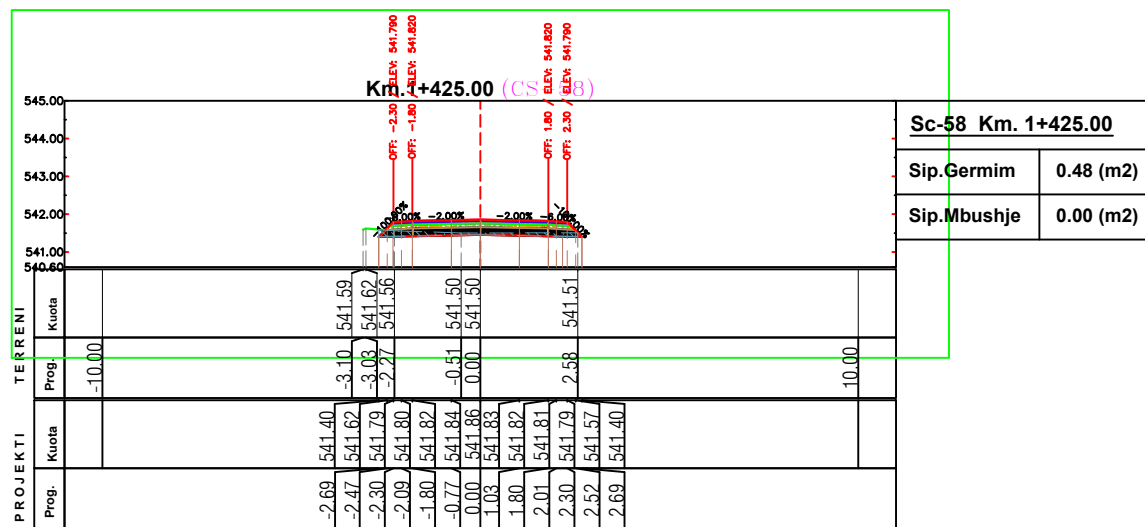 OFF: -2.30 / ELEV: 541.790
OFF: -1.80 / ELEV: 541.820
OFF: 1.80 / ELEV: 541.820
OFF: 2.30 / ELEV: 541.790
Km.1+425.00 (CS 58)
545.00
544.00
543.00
542.00
541.00
540.60
-2.00% -2.00%
Sc-58 Km. 1+425.00
Sip.Germim 0.48 (m2)
Sip.Mbushje 0.00 (m2)
TERRENI
Kuota 541.59 541.62 541.56 541.50 541.50 541.51
Prog. -10.00 -3.10 -3.03 -2.27 -0.51 0.00 2.58 10.00
PROJEKTI
Kuota 541.40 541.62 541.79 541.80 541.82 541.84 541.86 541.83 541.82 541.81 541.79 541.57 541.40
Prog. -2.69 -2.47 -2.30 -2.09 -1.80 -0.77 0.00 1.03 1.80 2.01 2.30 2.52 2.69